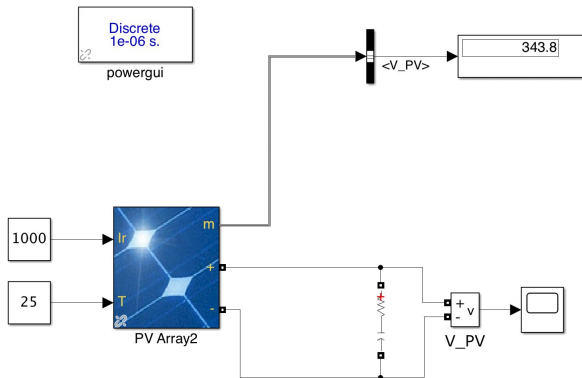 Discrete
1e-06 s.
powergui
343.8
<V_PV>
1000
Ir
m
+
25
T
-
PV Array2
+
+
-
v
V_PV